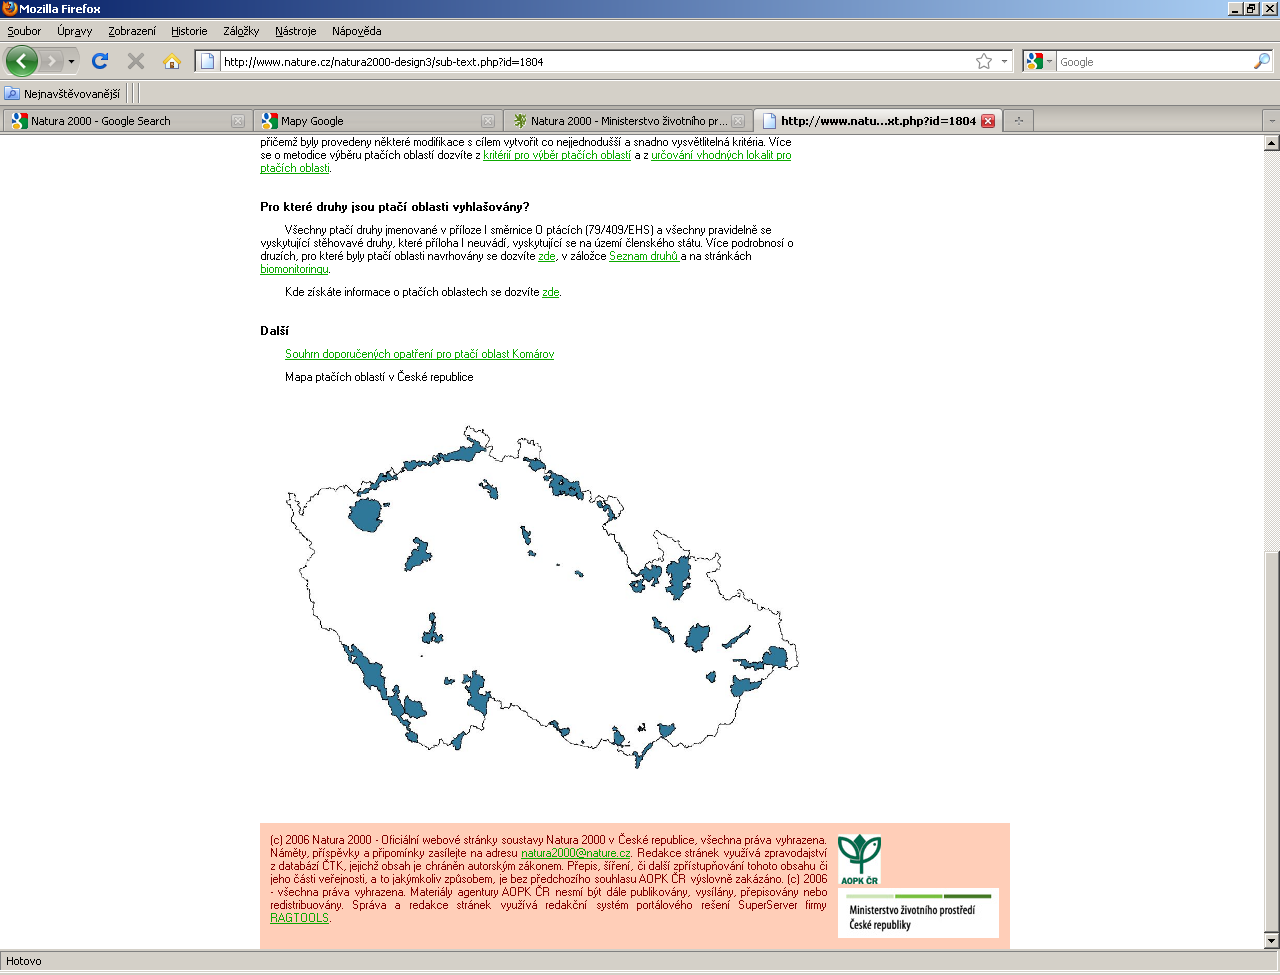 Mozilla Firefox
Soubor Úpravy Zobrazení Historie Záložky Nástroje Nápověda
http://www.nature.cz/natura2000-design3/sub-text.php?id=1804
Google
Nejnavštěvovanější
Natura 2000 - Google Search
Mapy Google
Natura 2000 - Ministerstvo životního pr...
http://www.natu...xt.php?id=1804
přičemž byly provedeny některé modifikace s cílem vytvořit co nejjednodušší a snadno vysvětlitelná kritéria. Více
se o metodice výběru ptačích oblastí dozvíte z kritérií pro výběr ptačích oblastí a z určování vhodných lokalit pro
ptačích oblasti.
Pro které druhy jsou ptačí oblasti vyhlašovány?
Všechny ptačí druhy jmenované v příloze I směrnice O ptácích (79/409/EHS) a všechny pravidelně se
vyskytující stěhovavé druhy, které příloha I neuvádí, vyskytující se na území členského státu. Více podrobnosí o
druzích, pro které byly ptačí oblasti navrhovány se dozvíte zde, v záložce Seznam druhů a na stránkách
biomonitoringu.
Kde získáte informace o ptačích oblastech se dozvíte zde.
Další
Souhrn doporučených opatření pro ptačí oblast Komárov
Mapa ptačích oblastí v České republice
(c) 2006 Natura 2000 - Oficiální webové stránky soustavy Natura 2000 v České republice, všechna práva vyhrazena.
Náměty, příspěvky a připomínky zasílejte na adresu natura2000@nature.cz. Redakce stránek využívá zpravodajství
z databází ČTK, jejichž obsah je chráněn autorským zákonem. Přepis, šíření, či další zpřístupňování tohoto obsahu či
jeho části veřejnosti, a to jakýmkoliv způsobem, je bez předchozího souhlasu AOPK ČR výslovně zakázáno. (c) 2006
- všechna práva vyhrazena. Materiály agentury AOPK ČR nesmí být dále publikovány, vysílány, přepisovány nebo
redistribuovány. Správa a redakce stránek využívá redakční systém portálového rešení SuperServer firmy
RAGTOOLS.
AOPK ČR
Ministerstvo životního prostředí
České republiky
Hotovo